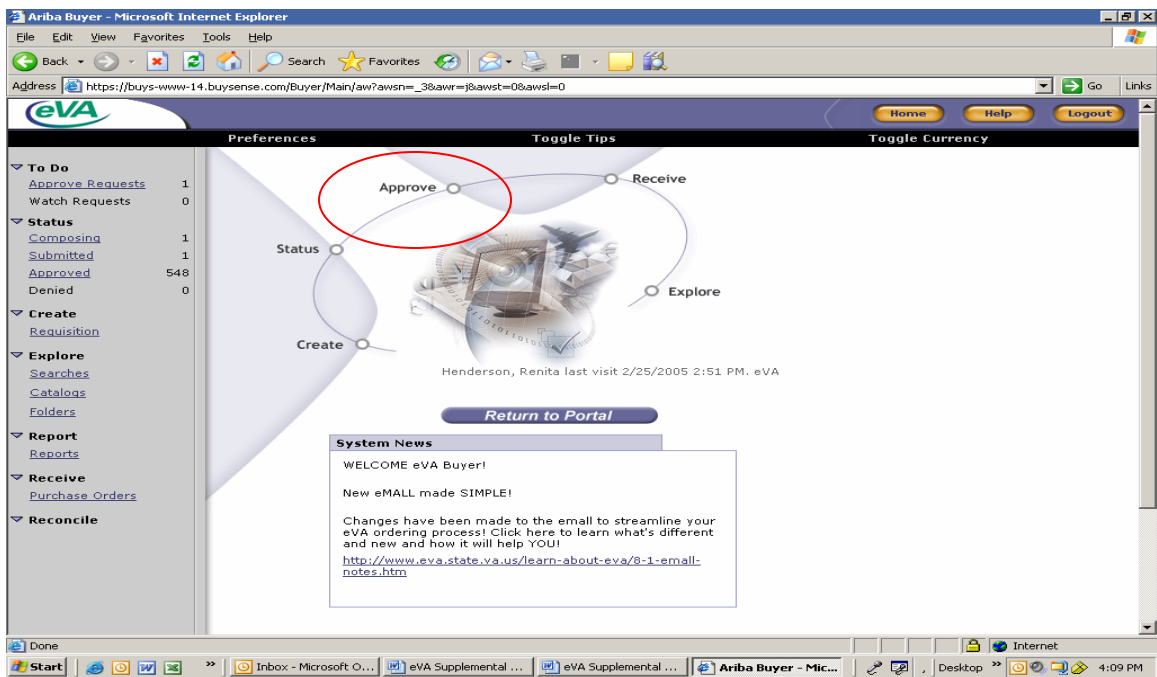 Ariba Buyer - Microsoft Internet Explorer
File Edit View Favorites Tools Help
Back Search Favorites
Address https://buys-www-14.buysense.com/Buyer/Main/aw?awsn=_3&awr=j&awst=0&awsl=0 Go Links
eVA Home Help Logout
Preferences Toggle Tips Toggle Currency
To Do
Approve Requests 1
Watch Requests 0
Status
Composing 1
Submitted 1
Approved 548
Denied 0
Create
Requisition
Explore
Searches
Catalogs
Folders
Report
Reports
Receive
Purchase Orders
Reconcile
Approve
Receive
Status
Explore
Create
Henderson, Renita last visit 2/25/2005 2:51 PM. eVA
Return to Portal
System News
WELCOME eVA Buyer!
New eMALL made SIMPLE!
Changes have been made to the emall to streamline your
eVA ordering process! Click here to learn what's different
and new and how it will help YOU!
http://www.eva.state.va.us/learn-about-eva/8-1-emall-
notes.htm
Done Internet
Start » Inbox - Microsoft O... eVA Supplemental ... eVA Supplemental ... Ariba Buyer - Mic... Desktop » 4:09 PM